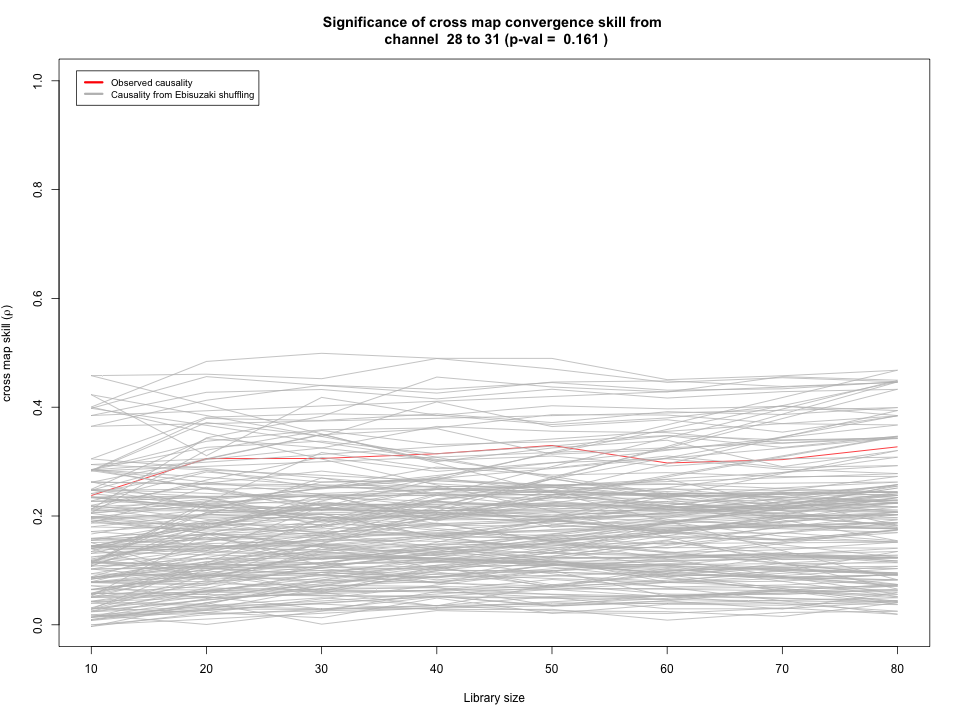 Significance of cross map convergence skill from
channel  28 to 31 (p-val =  0.161 )
Observed causality
Causality from Ebisuzaki shuffling
1.0
0.8
0.6
0.4
0.2
0.0
cross map skill (ρ)
10 20 30 40 50 60 70 80
Library size